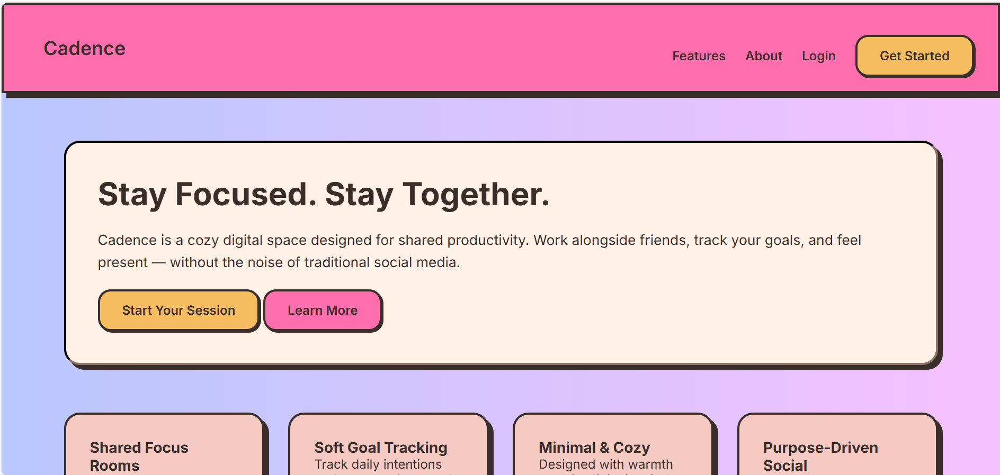 Cadence
Features About Login Get Started
Stay Focused. Stay Together.
Cadence is a cozy digital space designed for shared productivity. Work alongside friends, track your goals, and feel
present — without the noise of traditional social media.
Start Your Session Learn More
Shared Focus
Rooms
Soft Goal Tracking
Track daily intentions
Minimal & Cozy
Designed with warmth
Purpose-Driven
Social